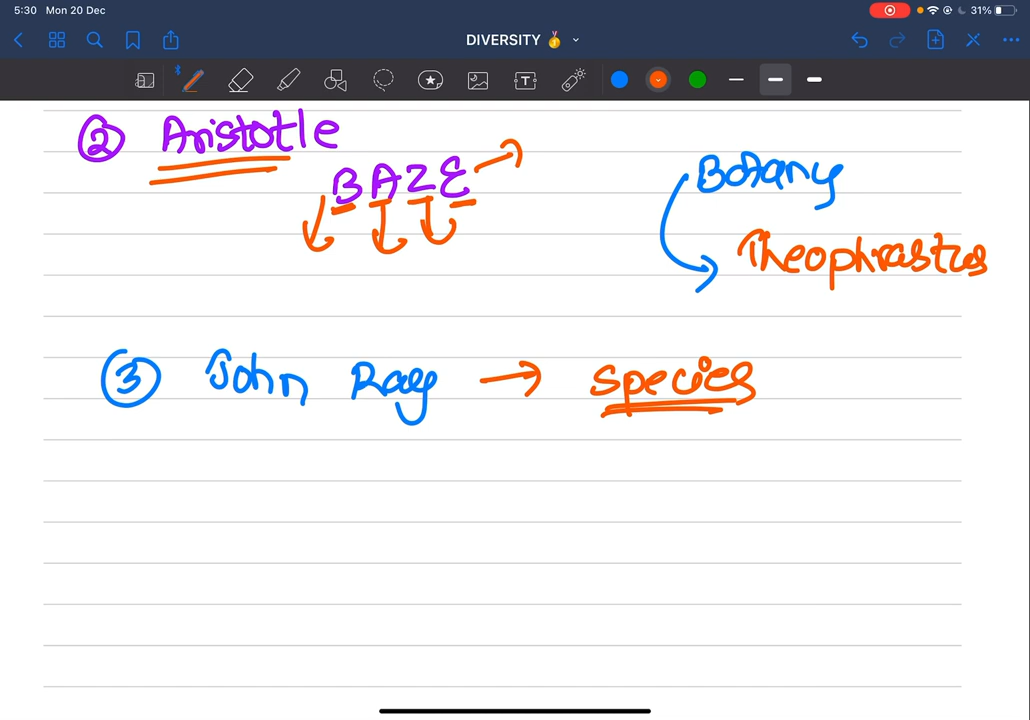 5:30 Mon 20 Dec
31%
DIVERSITY 🥇
T
② Aristotle
BAZE
Botany
Theophrastus
③ John Ray → species